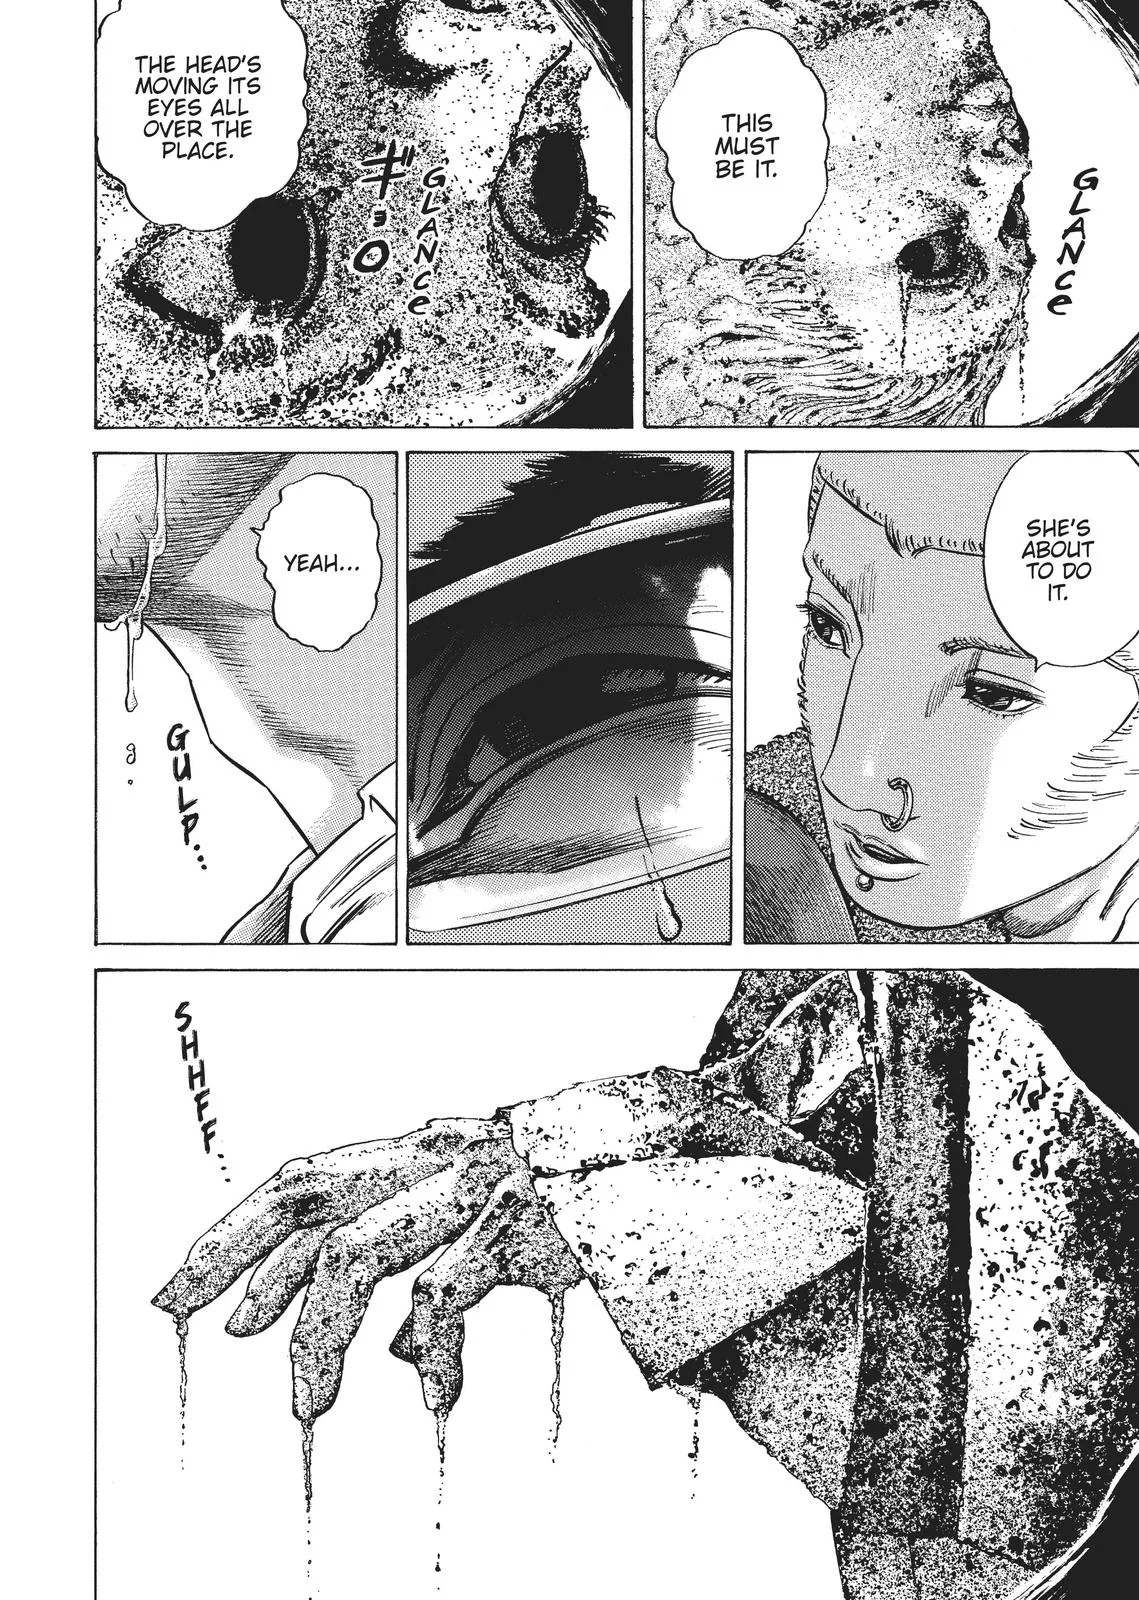 THIS
MUST
BE IT.
GLANCE
THE HEAD'S
MOVING ITS
EYES ALL
OVER THE
PLACE.
ギョロ
GLANCE
SHE'S
ABOUT
TO DO
IT.
YEAH...
GULP...
SHHFF...